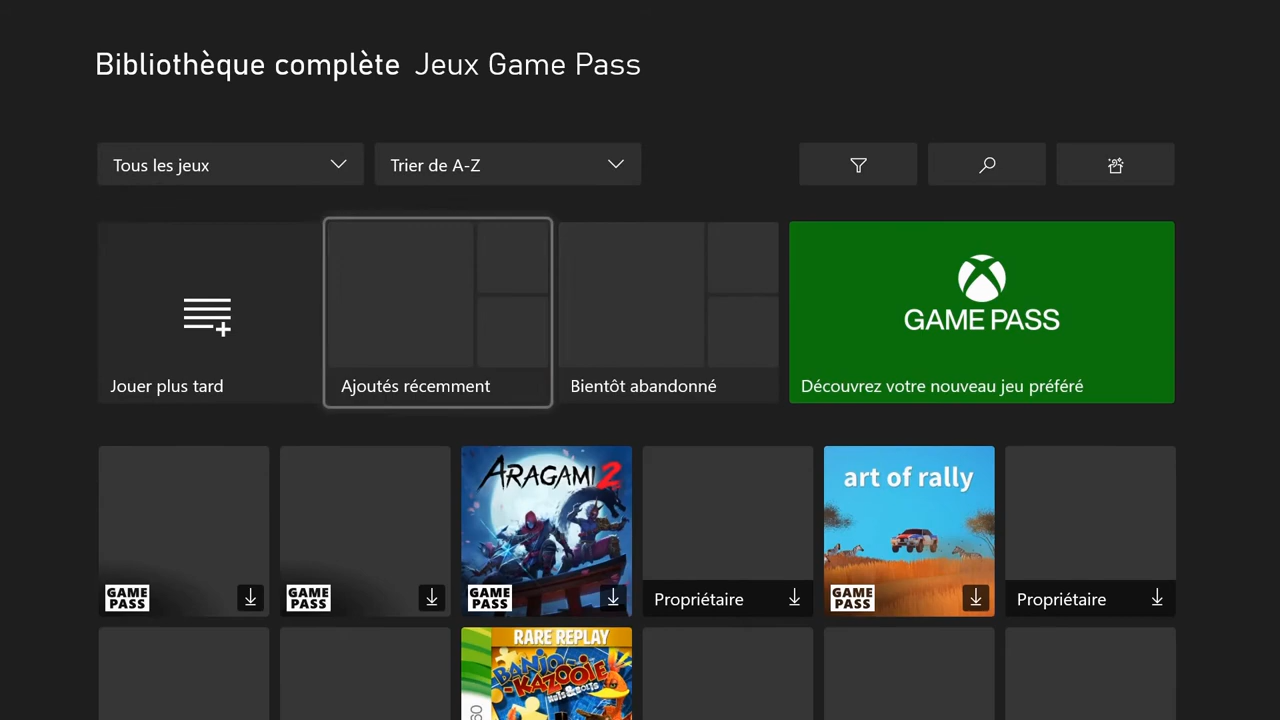 Bibliothèque complète Jeux Game Pass
Tous les jeux
Trier de A-Z
Jouer plus tard
Ajoutés récemment
Bientôt abandonné
GAME PASS
Découvrez votre nouveau jeu préféré
GAME PASS
GAME PASS
ARAGAMI 2
GAME PASS
Propriétaire
art of rally
GAME PASS
Propriétaire
RARE REPLAY
BANJO-KAZOOIE
NUTS & BOLTS